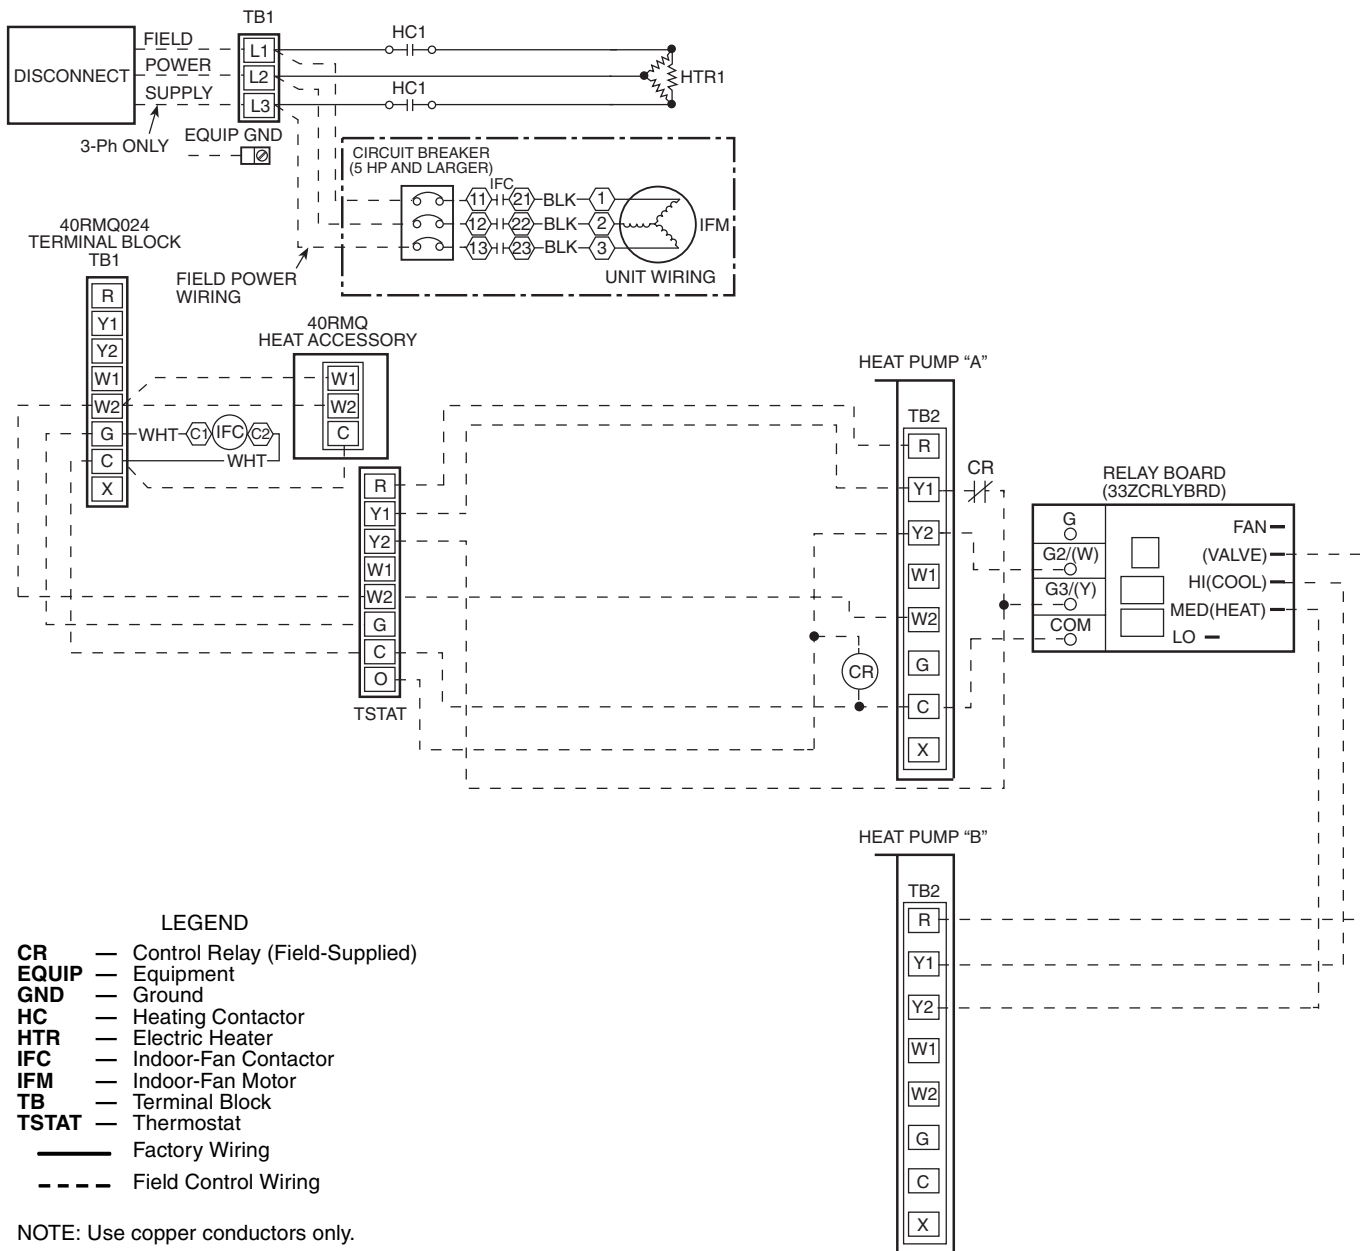 TB1
DISCONNECT
FIELD
POWER
SUPPLY
L1
L2
L3
HC1
HC1
HTR1
3-Ph ONLY
EQUIP GND
CIRCUIT BREAKER
(5 HP AND LARGER)
IFC
11 21 BLK 1
12 22 BLK 2
13 23 BLK 3
IFM
UNIT WIRING
FIELD POWER
WIRING
40RMQ024
TERMINAL BLOCK
TB1
R
Y1
Y2
W1
W2
G
C
X
WHT C1 IFC C2
WHT
40RMQ
HEAT ACCESSORY
W1
W2
C
R
Y1
Y2
W1
W2
G
C
O
TSTAT
HEAT PUMP “A”
TB2
R
Y1
Y2
W1
W2
G
C
X
CR
CR
RELAY BOARD
(33ZCRLYBRD)
G
G2/(W)
G3/(Y)
COM
FAN
(VALVE)
HI(COOL)
MED(HEAT)
LO
HEAT PUMP “B”
TB2
R
Y1
Y2
W1
W2
G
C
X
LEGEND
CR — Control Relay (Field-Supplied)
EQUIP — Equipment
GND — Ground
HC — Heating Contactor
HTR — Electric Heater
IFC — Indoor-Fan Contactor
IFM — Indoor-Fan Motor
TB — Terminal Block
TSTAT — Thermostat
Factory Wiring
Field Control Wiring
NOTE: Use copper conductors only.